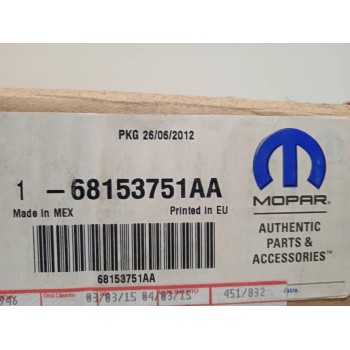 PKG 26/06/2012
1 -68153751AA
Made in MEX Printed in EU
68153751AA
MOPAR
AUTHENTIC
PARTS &
ACCESSORIES™
946 03/03/15 04/03/15 451/832